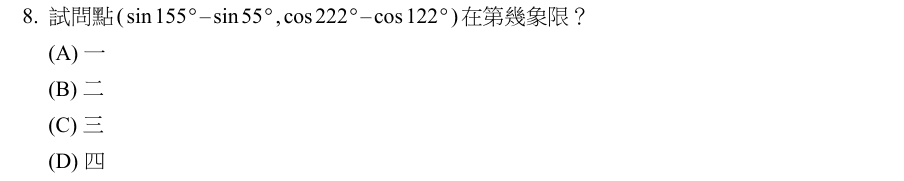 8. 試問點(sin155°–sin55°,cos222°–cos122°)在第幾象限？
(A) 一
(B) 二
(C) 三
(D) 四